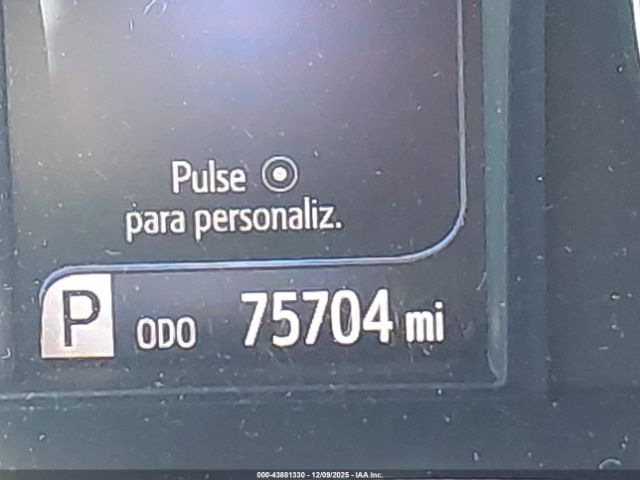 Pulse
para personaliz.
P ODO 75704 mi
000-43881330 - 12/09/2025 - IAA Inc.